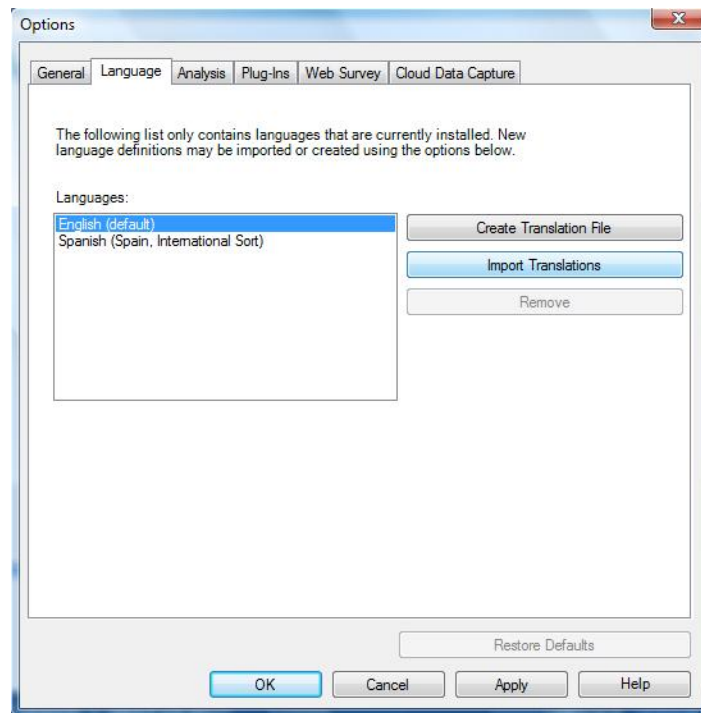 Options
General Language Analysis Plug-Ins Web Survey Cloud Data Capture
The following list only contains languages that are currently installed. New
language definitions may be imported or created using the options below.
Languages:
English (default)
Spanish (Spain, International Sort)
Create Translation File
Import Translations
Remove
Restore Defaults
OK Cancel Apply Help